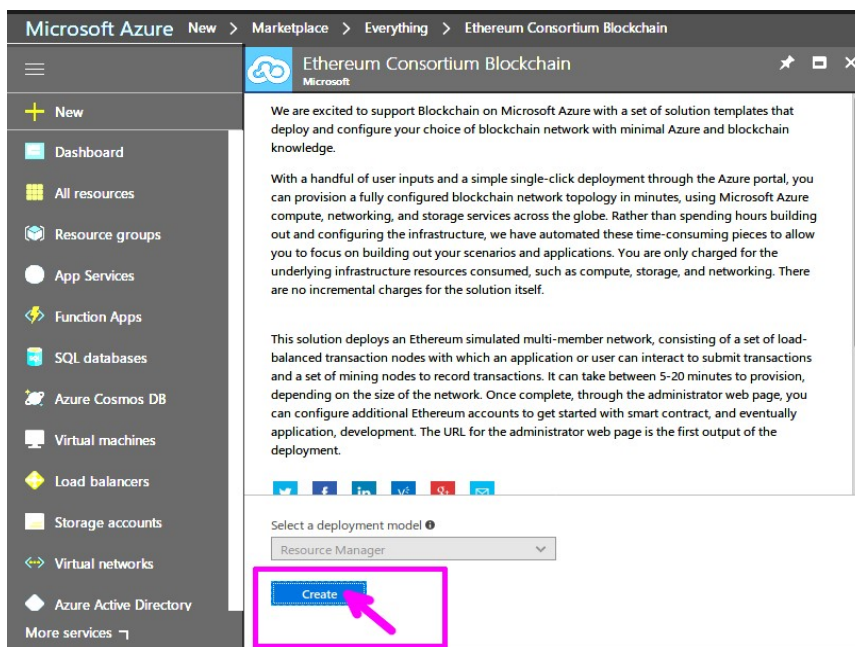 Microsoft Azure New > Marketplace > Everything > Ethereum Consortium Blockchain
Ethereum Consortium Blockchain
Microsoft
New
Dashboard
All resources
Resource groups
App Services
Function Apps
SQL databases
Azure Cosmos DB
Virtual machines
Load balancers
Storage accounts
Virtual networks
Azure Active Directory
More services
We are excited to support Blockchain on Microsoft Azure with a set of solution templates that
deploy and configure your choice of blockchain network with minimal Azure and blockchain
knowledge.
With a handful of user inputs and a simple single-click deployment through the Azure portal, you
can provision a fully configured blockchain network topology in minutes, using Microsoft Azure
compute, networking, and storage services across the globe. Rather than spending hours building
out and configuring the infrastructure, we have automated these time-consuming pieces to allow
you to focus on building out your scenarios and applications. You are only charged for the
underlying infrastructure resources consumed, such as compute, storage, and networking. There
are no incremental charges for the solution itself.
This solution deploys an Ethereum simulated multi-member network, consisting of a set of load-
balanced transaction nodes with which an application or user can interact to submit transactions
and a set of mining nodes to record transactions. It can take between 5-20 minutes to provision,
depending on the size of the network. Once complete, through the administrator web page, you
can configure additional Ethereum accounts to get started with smart contract, and eventually
application, development. The URL for the administrator web page is the first output of the
deployment.
Select a deployment model
Resource Manager
Create